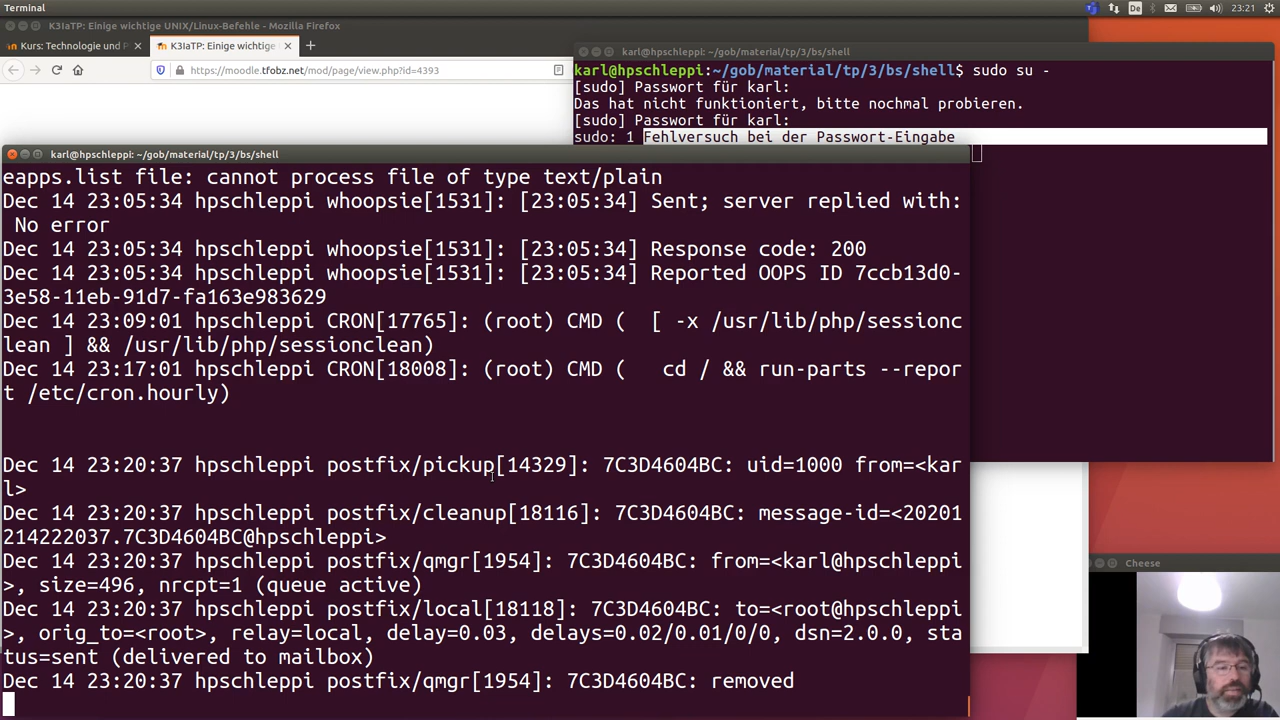 Terminal
De
23:21
K3IaTP: Einige wichtige UNIX/Linux-Befehle - Mozilla Firefox
Kurs: Technologie und P
K3IaTP: Einige wichtige
https://moodle.tfobz.net/mod/page/view.php?id=4393
karl@hpschleppi: ~/gob/material/tp/3/bs/shell
karl@hpschleppi:~/gob/material/tp/3/bs/shell$ sudo su -
[sudo] Passwort für karl:
Das hat nicht funktioniert, bitte nochmal probieren.
[sudo] Passwort für karl:
sudo: 1 Fehlversuch bei der Passwort-Eingabe
karl@hpschleppi: ~/gob/material/tp/3/bs/shell
eapps.list file: cannot process file of type text/plain
Dec 14 23:05:34 hpschleppi whoopsie[1531]: [23:05:34] Sent; server replied with:
No error
Dec 14 23:05:34 hpschleppi whoopsie[1531]: [23:05:34] Response code: 200
Dec 14 23:05:34 hpschleppi whoopsie[1531]: [23:05:34] Reported OOPS ID 7ccb13d0-
3e58-11eb-91d7-fa163e983629
Dec 14 23:09:01 hpschleppi CRON[17765]: (root) CMD (  [ -x /usr/lib/php/sessionc
lean ] && /usr/lib/php/sessionclean)
Dec 14 23:17:01 hpschleppi CRON[18008]: (root) CMD (   cd / && run-parts --repor
t /etc/cron.hourly)
Dec 14 23:20:37 hpschleppi postfix/pickup[14329]: 7C3D4604BC: uid=1000 from=<kar
l>
Dec 14 23:20:37 hpschleppi postfix/cleanup[18116]: 7C3D4604BC: message-id=<20201
214222037.7C3D4604BC@hpschleppi>
Dec 14 23:20:37 hpschleppi postfix/qmgr[1954]: 7C3D4604BC: from=<karl@hpschleppi
>, size=496, nrcpt=1 (queue active)
Dec 14 23:20:37 hpschleppi postfix/local[18118]: 7C3D4604BC: to=<root@hpschleppi
>, orig_to=<root>, relay=local, delay=0.03, delays=0.02/0.01/0/0, dsn=2.0.0, sta
tus=sent (delivered to mailbox)
Dec 14 23:20:37 hpschleppi postfix/qmgr[1954]: 7C3D4604BC: removed
Cheese